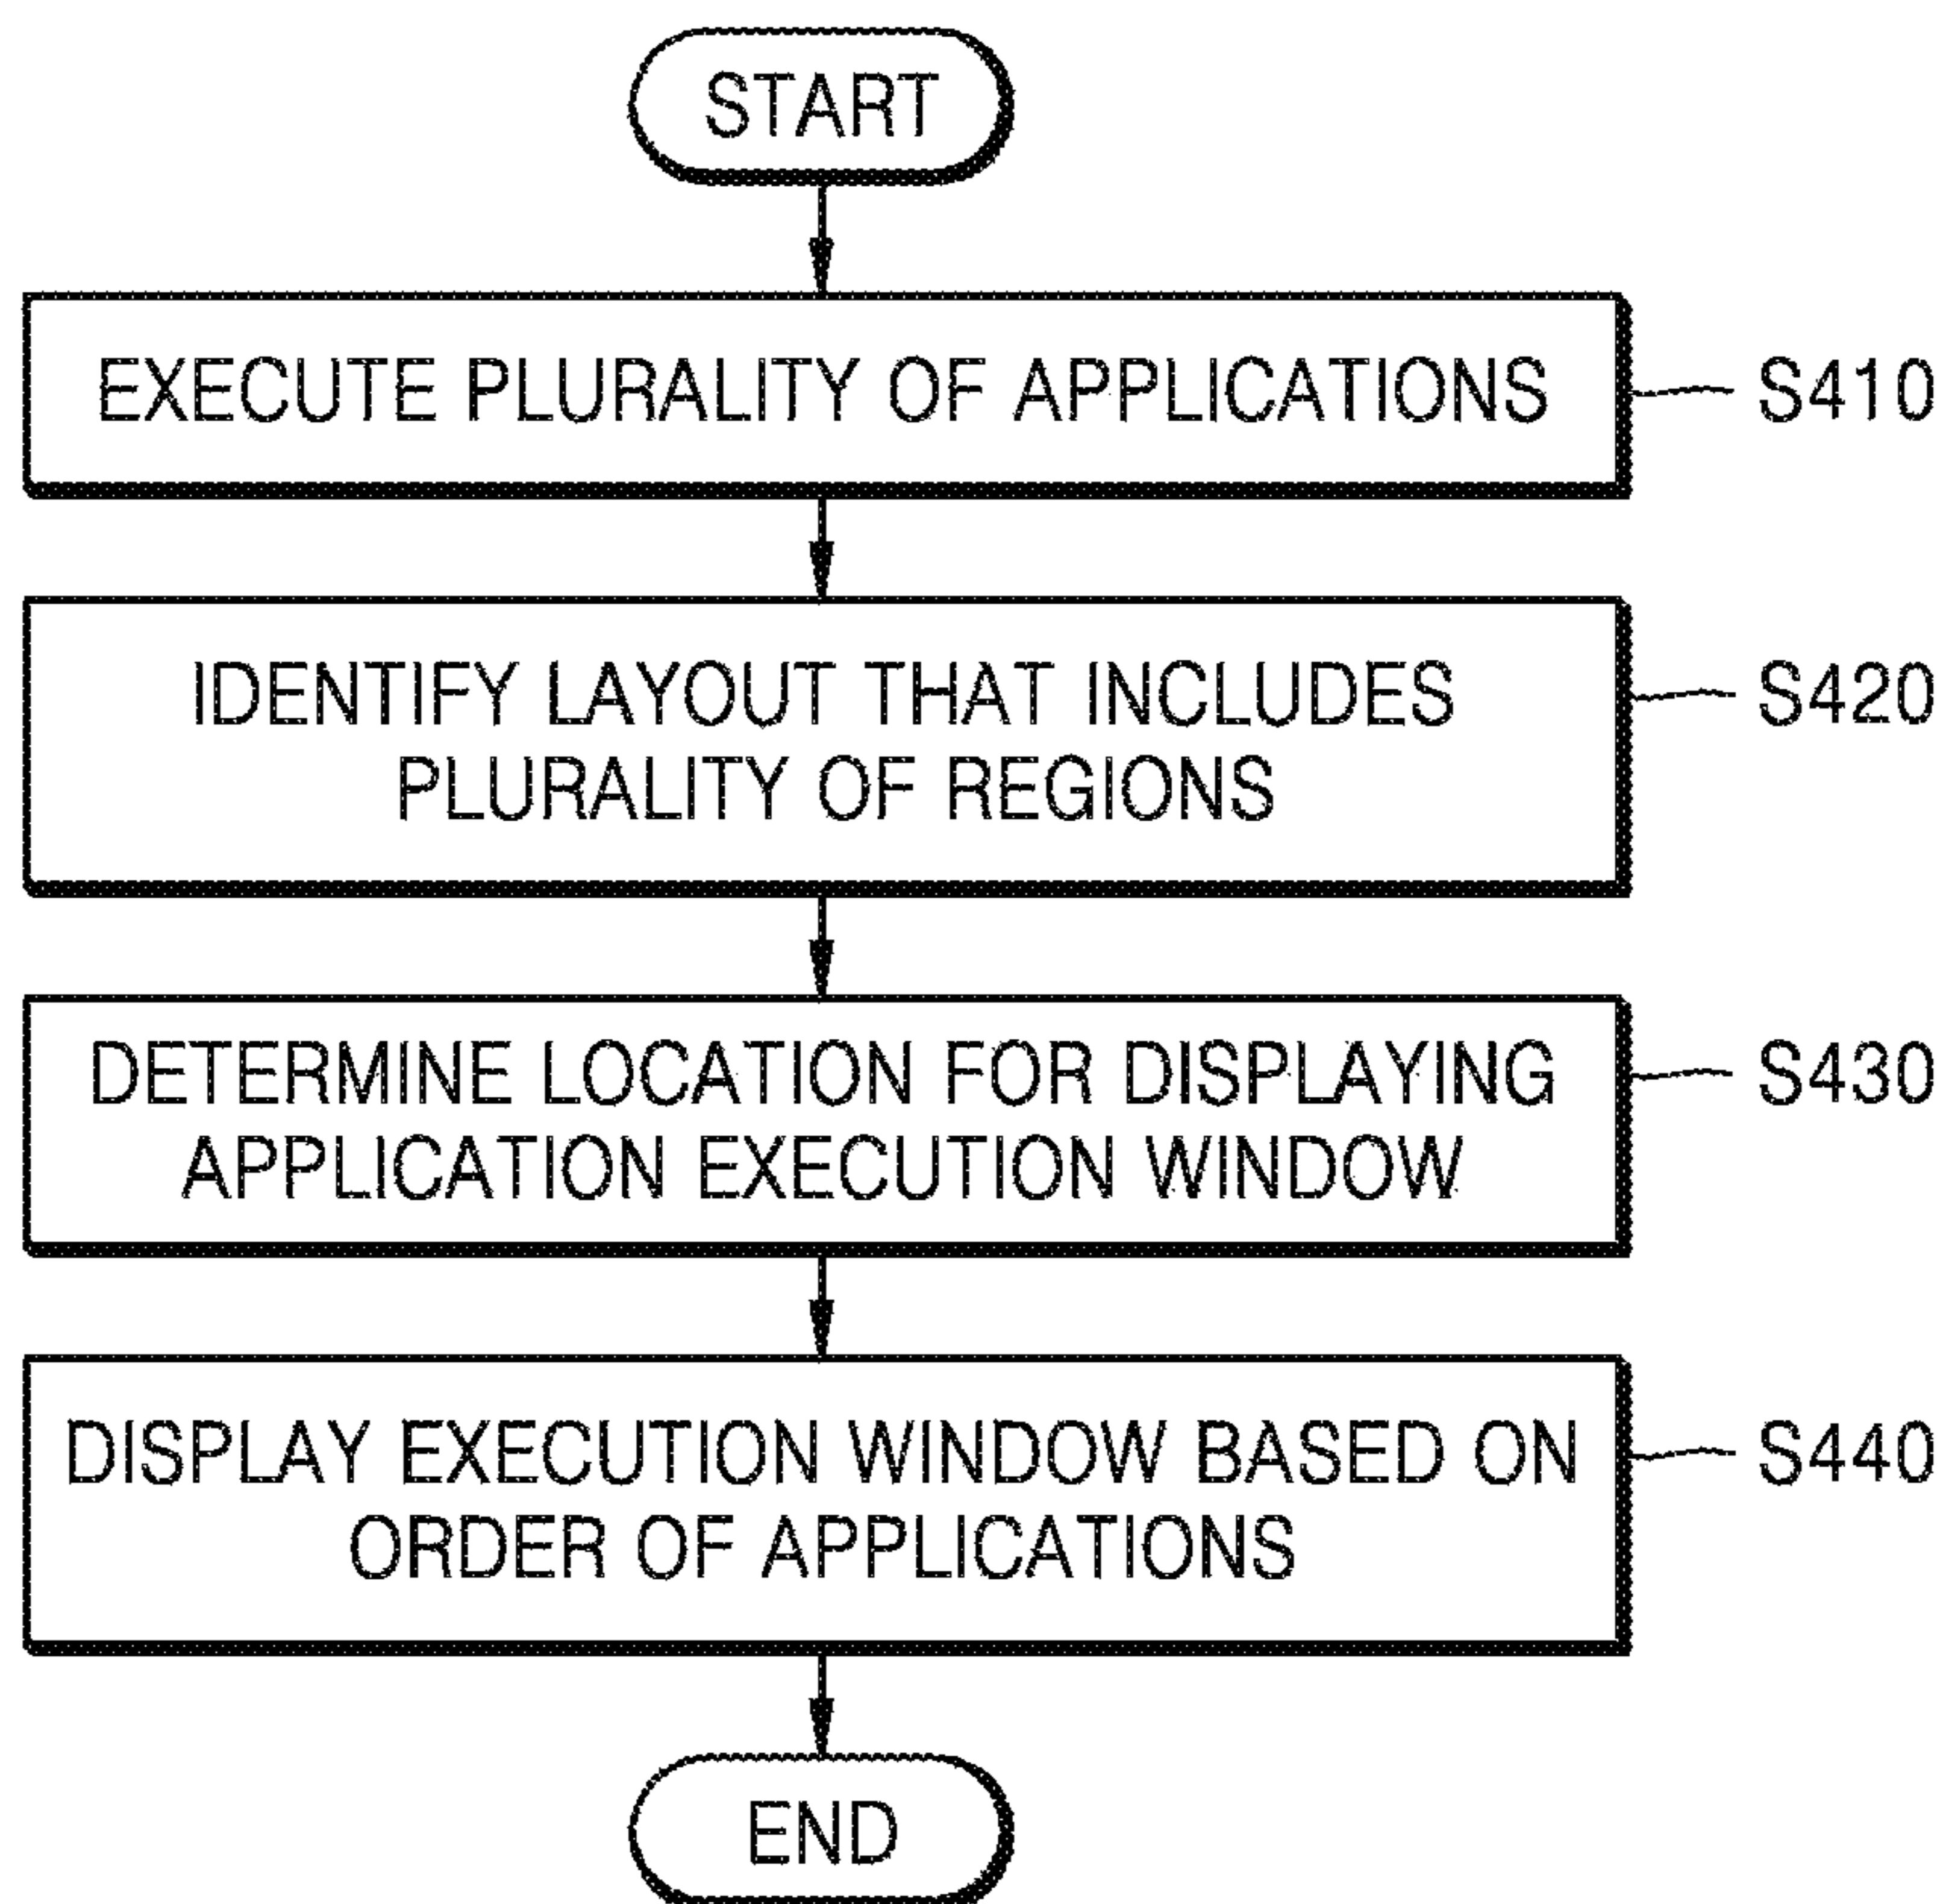 START
EXECUTE PLURALITY OF APPLICATIONS
S410
IDENTIFY LAYOUT THAT INCLUDES
PLURALITY OF REGIONS
S420
DETERMINE LOCATION FOR DISPLAYING
APPLICATION EXECUTION WINDOW
S430
DISPLAY EXECUTION WINDOW BASED ON
ORDER OF APPLICATIONS
S440
END